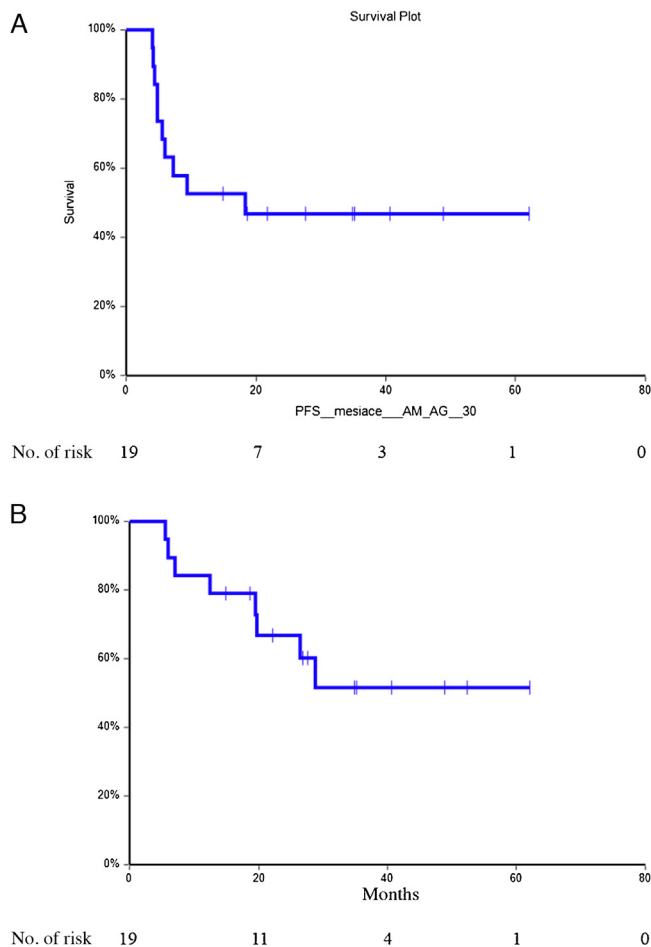 A
Survival Plot
100%
80%
60%
40%
20%
0%
Survival
0 20 40 60 80
PFS__mesiace___AM_AG__30
No. of risk 19 7 3 1 0
B
100%
80%
60%
40%
20%
0%
0 20 40 60 80
Months
No. of risk 19 11 4 1 0